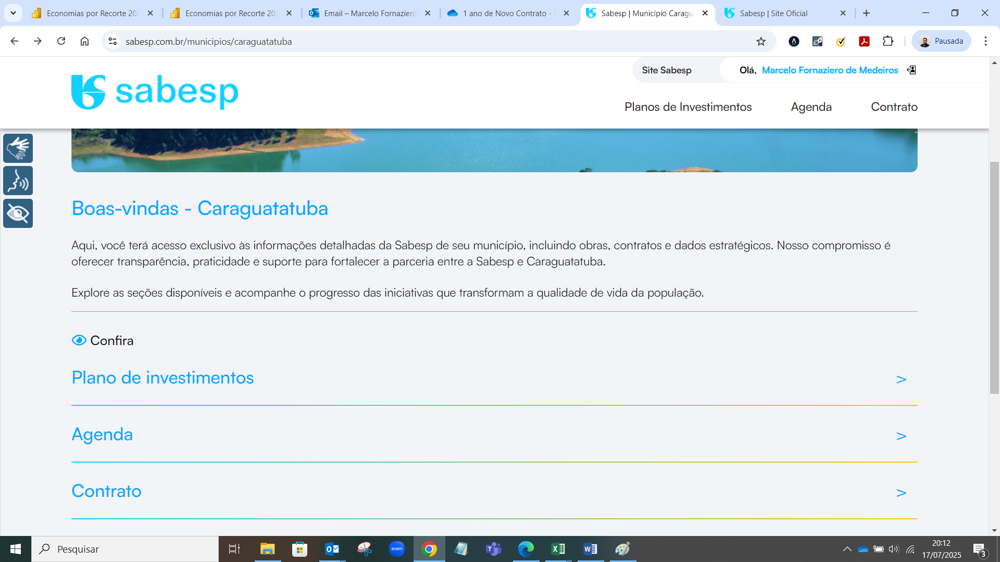 Economias por Recorte 202
Economias por Recorte 202
Email – Marcelo Fornaziero
1 ano de Novo Contrato -
Sabesp | Município Caragu
Sabesp | Site Oficial
sabesp.com.br/municipios/caraguatatuba
Pausada
Site Sabesp
Olá, Marcelo Fornaziero de Medeiros
sabesp
Planos de Investimentos
Agenda
Contrato
Boas-vindas - Caraguatatuba
Aqui, você terá acesso exclusivo às informações detalhadas da Sabesp de seu município, incluindo obras, contratos e dados estratégicos. Nosso compromisso é
oferecer transparência, praticidade e suporte para fortalecer a parceria entre a Sabesp e Caraguatatuba.
Explore as seções disponíveis e acompanhe o progresso das iniciativas que transformam a qualidade de vida da população.
Confira
Plano de investimentos >
Agenda >
Contrato >
Pesquisar
zoom
20:12
17/07/2025
3